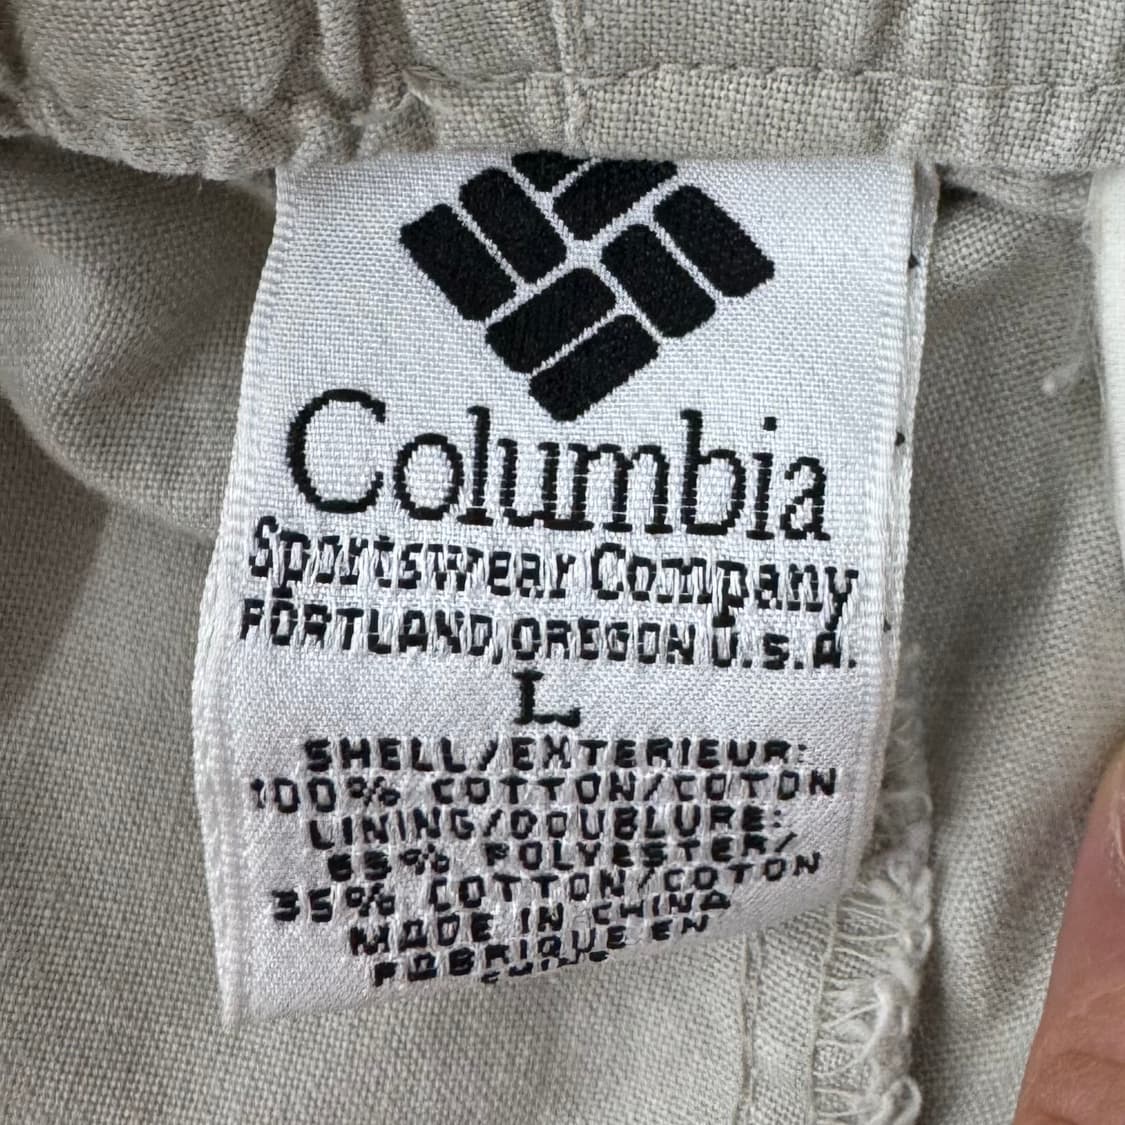 Columbia
Sportswear Company
PORTLAND, OREGON U.S.A.
L
SHELL/EXTERIEUR:
100% COTTON/COTON
LINING/DOUBLURE:
65% POLYESTER/
35% COTTON/COTON
MADE IN CHINA
FABRIQUE EN
CHINE